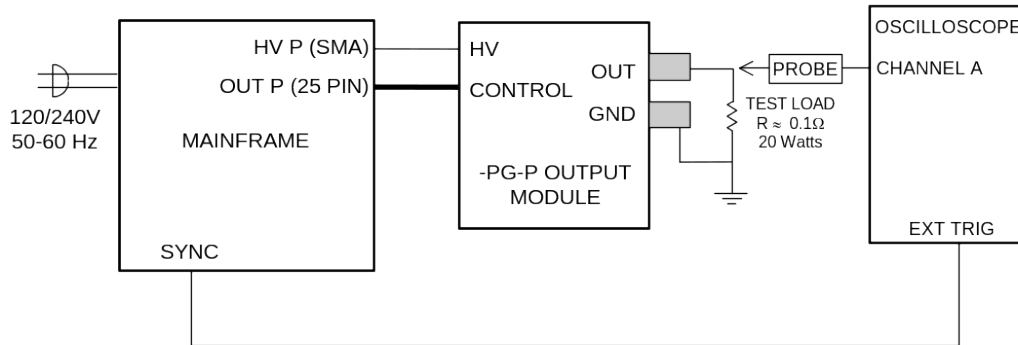 120/240V
50-60 Hz
HV P (SMA)
OUT P (25 PIN)
MAINFRAME
SYNC
HV
CONTROL
OUT
GND
-PG-P OUTPUT
MODULE
PROBE
TEST LOAD
R ≈ 0.1Ω
20 Watts
OSCILLOSCOPE
CHANNEL A
EXT TRIG